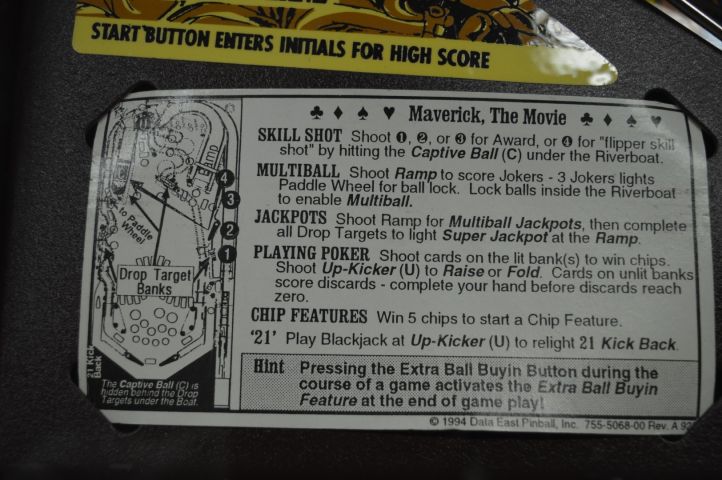 START BUTTON ENTERS INITIALS FOR HIGH SCORE
♣ ♦ ♠ ♥ Maverick, The Movie ♣ ♦ ♠ ♥
SKILL SHOT Shoot ❶, ❷, or ❸ for Award, or ❹ for "flipper skill
shot" by hitting the Captive Ball (C) under the Riverboat.
MULTIBALL Shoot Ramp to score Jokers - 3 Jokers lights
Paddle Wheel for ball lock. Lock balls inside the Riverboat
to enable Multiball.
JACKPOTS Shoot Ramp for Multiball Jackpots, then complete
all Drop Targets to light Super Jackpot at the Ramp.
PLAYING POKER Shoot cards on the lit bank(s) to win chips.
Shoot Up-Kicker (U) to Raise or Fold. Cards on unlit banks
score discards - complete your hand before discards reach
zero.
CHIP FEATURES Win 5 chips to start a Chip Feature.
'21' Play Blackjack at Up-Kicker (U) to relight 21 Kick Back.
Hint Pressing the Extra Ball Buyin Button during the
course of a game activates the Extra Ball Buyin
Feature at the end of game play!
© 1994 Data East Pinball, Inc. 755-5068-00 Rev. A
4
3
2
1
to Paddle
Wheel
Drop Target
Banks
21 Kick
Back
The Captive Ball (C) is
hidden behind the Drop
Targets under the Boat.